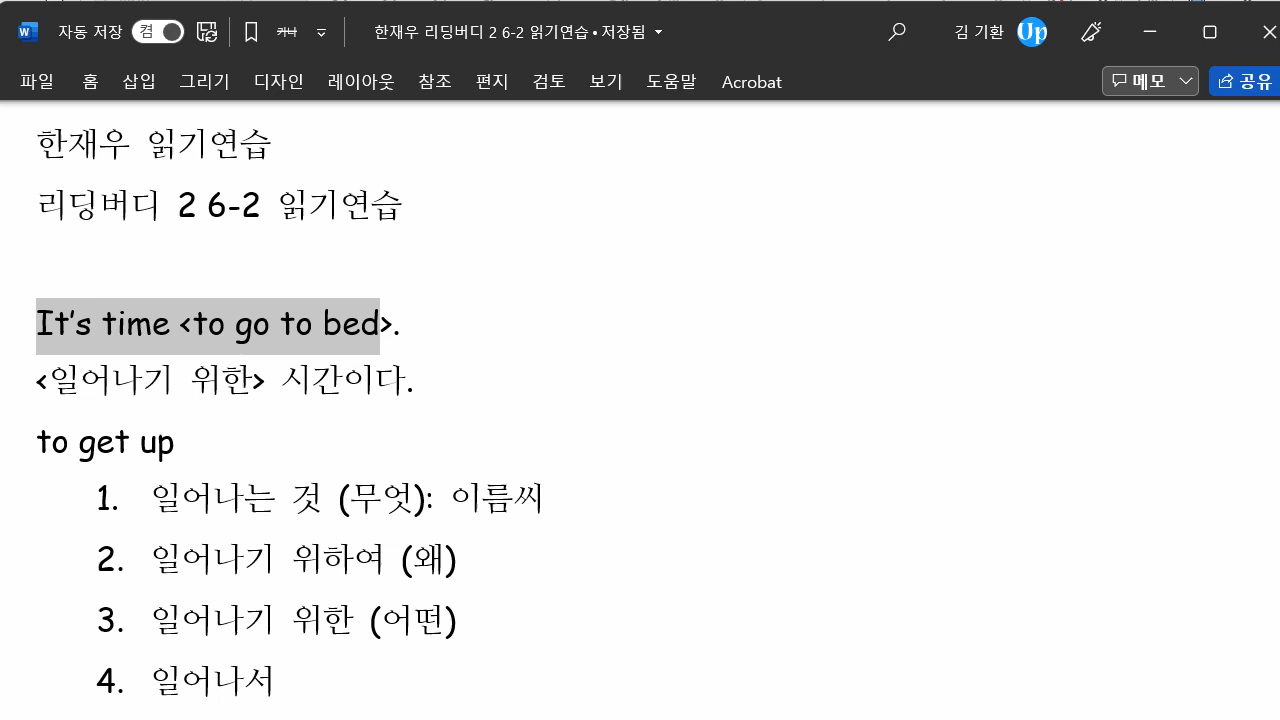 자동 저장 켬 가나 한재우 리딩버디 2 6-2 읽기연습 • 저장됨 김 기환 Up
파일 홈 삽입 그리기 디자인 레이아웃 참조 편지 검토 보기 도움말 Acrobat 메모 공유
한재우 읽기연습
리딩버디 2 6-2 읽기연습
It's time <to go to bed>.
<일어나기 위한> 시간이다.
to get up
1. 일어나는 것 (무엇): 이름씨
2. 일어나기 위하여 (왜)
3. 일어나기 위한 (어떤)
4. 일어나서